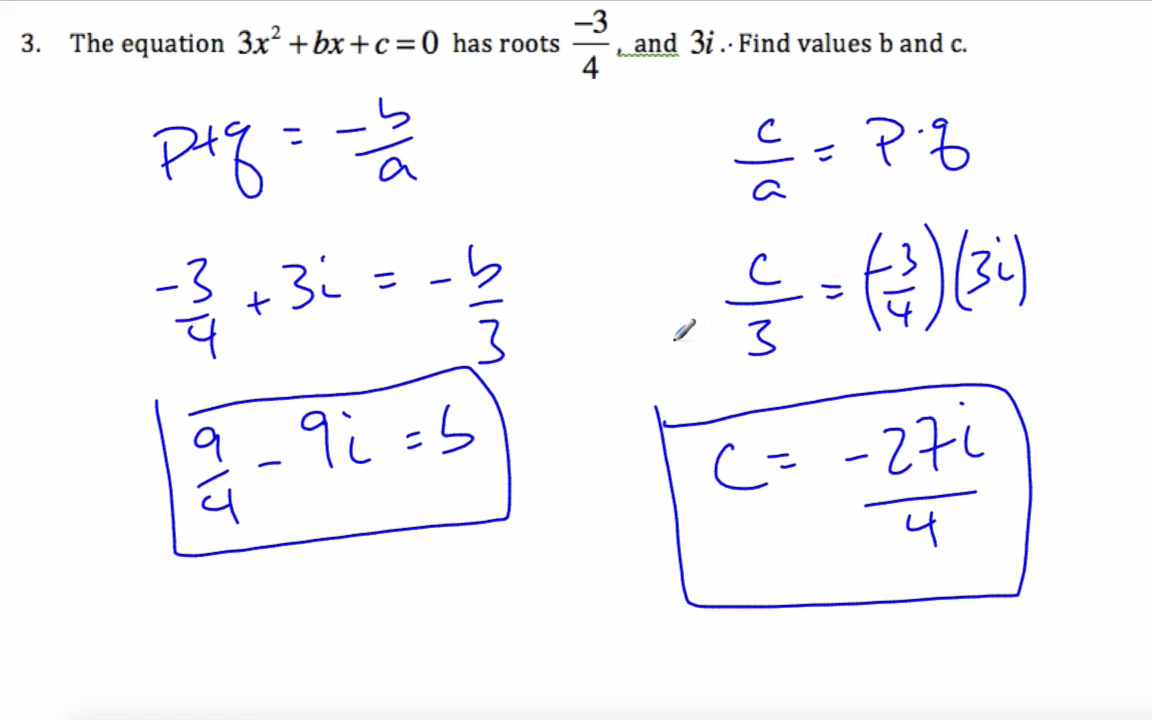 3. The equation 3x² + bx + c = 0 has roots -3/4, and 3i.. Find values b and c.
p+q = -b/a
c/a = p·q
-3/4 + 3i = -b/3
c/3 = (-3/4)(3i)
9/4 - 9i = b
c = -27i/4